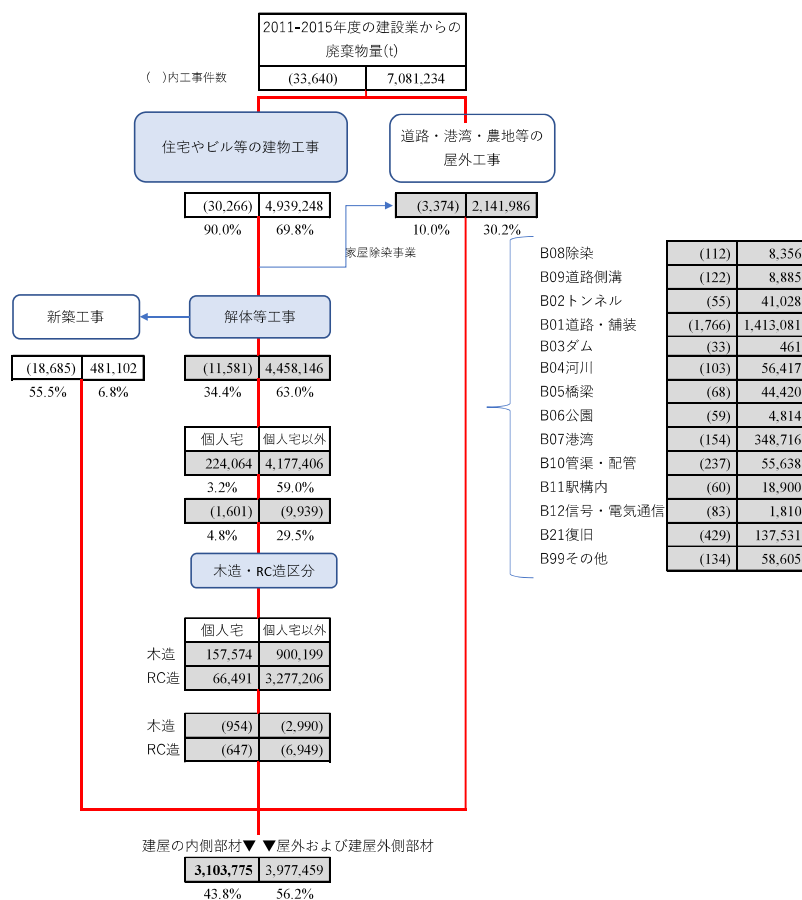 2011-2015年度の建設業からの
廃棄物量(t)
(　)内工事件数
(33,640) 7,081,234
住宅やビル等の建物工事
道路・港湾・農地等の
屋外工事
(30,266) 4,939,248
90.0% 69.8%
(3,374) 2,141,986
10.0% 30.2%
家屋除染事業
新築工事
解体等工事
(18,685) 481,102
55.5% 6.8%
(11,581) 4,458,146
34.4% 63.0%
個人宅 個人宅以外
224,064 4,177,406
3.2% 59.0%
(1,601) (9,939)
4.8% 29.5%
木造・RC造区分
個人宅 個人宅以外
木造 157,574 900,199
RC造 66,491 3,277,206
木造 (954) (2,990)
RC造 (647) (6,949)
建屋の内側部材▼ ▼屋外および建屋外側部材
3,103,775 3,977,459
43.8% 56.2%
B08除染 (112) 8,356
B09道路側溝 (122) 8,885
B02トンネル (55) 41,028
B01道路・舗装 (1,766) 1,413,081
B03ダム (33) 461
B04河川 (103) 56,417
B05橋梁 (68) 44,420
B06公園 (59) 4,814
B07港湾 (154) 348,716
B10管渠・配管 (237) 55,638
B11駅構内 (60) 18,900
B12信号・電気通信 (83) 1,810
B21復旧 (429) 137,531
B99その他 (134) 58,605